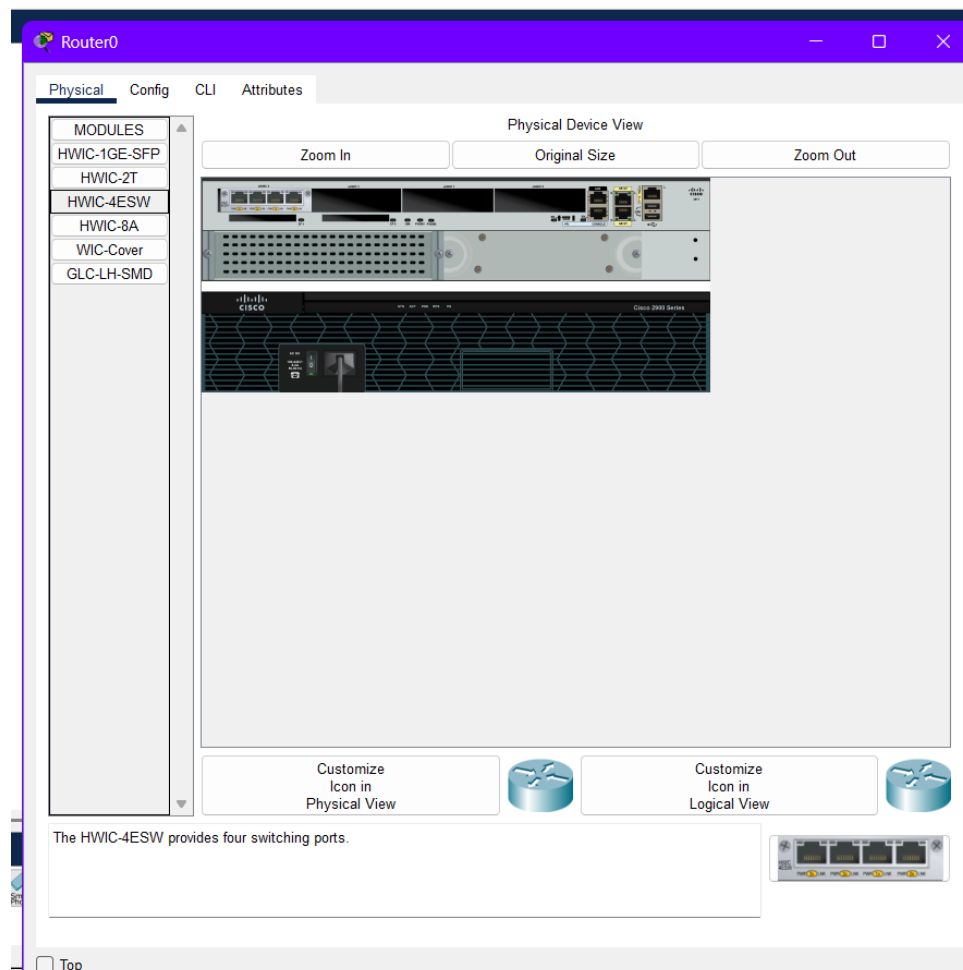 Router0
Physical Config CLI Attributes
MODULES
HWIC-1GE-SFP
HWIC-2T
HWIC-4ESW
HWIC-8A
WIC-Cover
GLC-LH-SMD
Physical Device View
Zoom In Original Size Zoom Out
CISCO
Cisco 2900 Series
Customize
Icon in
Physical View
Customize
Icon in
Logical View
The HWIC-4ESW provides four switching ports.
Top